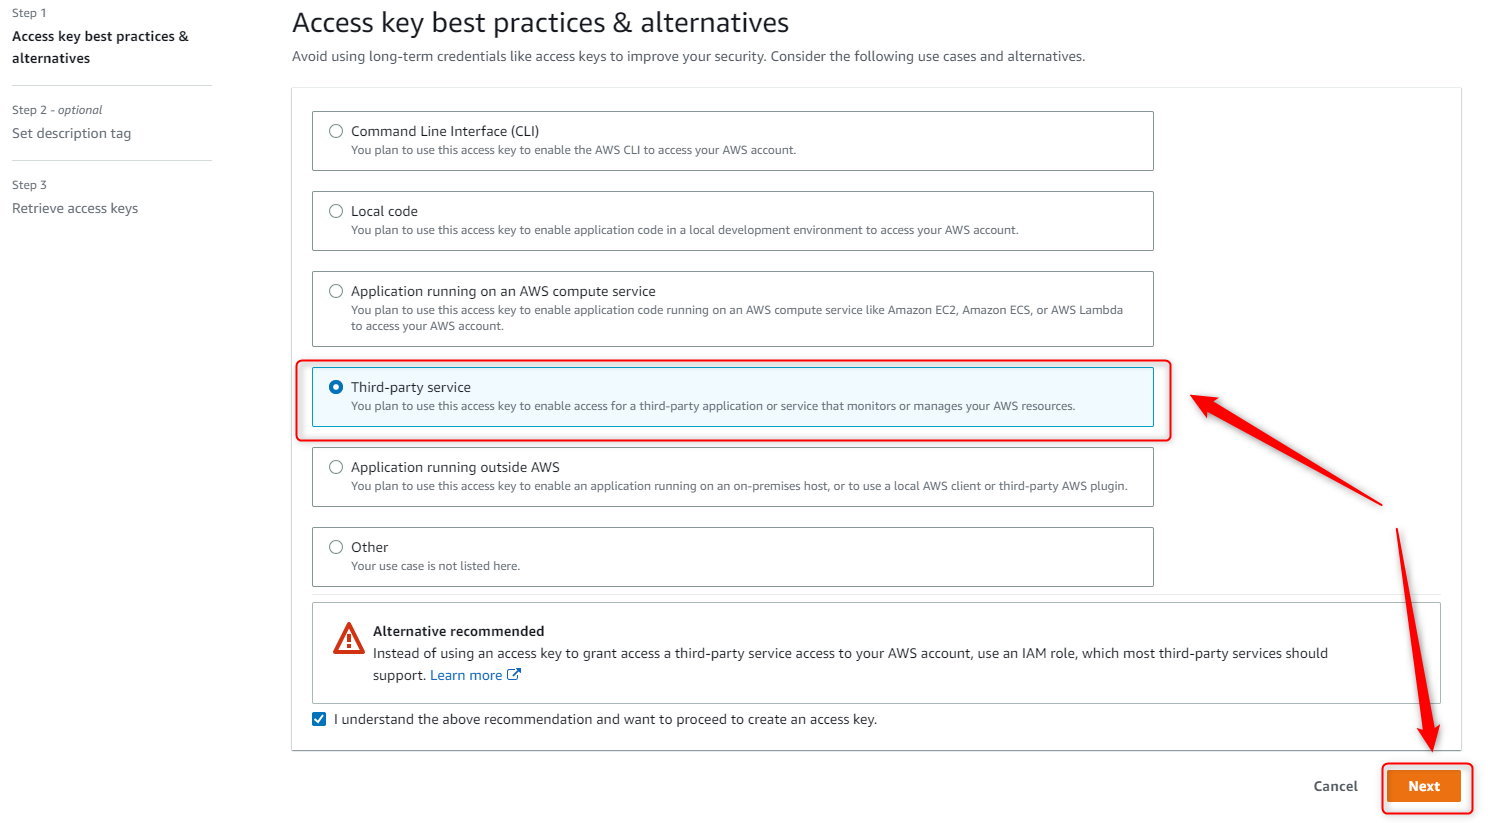 Step 1
Access key best practices &
alternatives
Step 2 - optional
Set description tag
Step 3
Retrieve access keys
Access key best practices & alternatives
Avoid using long-term credentials like access keys to improve your security. Consider the following use cases and alternatives.
Command Line Interface (CLI)
You plan to use this access key to enable the AWS CLI to access your AWS account.
Local code
You plan to use this access key to enable application code in a local development environment to access your AWS account.
Application running on an AWS compute service
You plan to use this access key to enable application code running on an AWS compute service like Amazon EC2, Amazon ECS, or AWS Lambda
to access your AWS account.
Third-party service
You plan to use this access key to enable access for a third-party application or service that monitors or manages your AWS resources.
Application running outside AWS
You plan to use this access key to enable an application running on an on-premises host, or to use a local AWS client or third-party AWS plugin.
Other
Your use case is not listed here.
Alternative recommended
Instead of using an access key to grant access a third-party service access to your AWS account, use an IAM role, which most third-party services should
support. Learn more
I understand the above recommendation and want to proceed to create an access key.
Cancel
Next